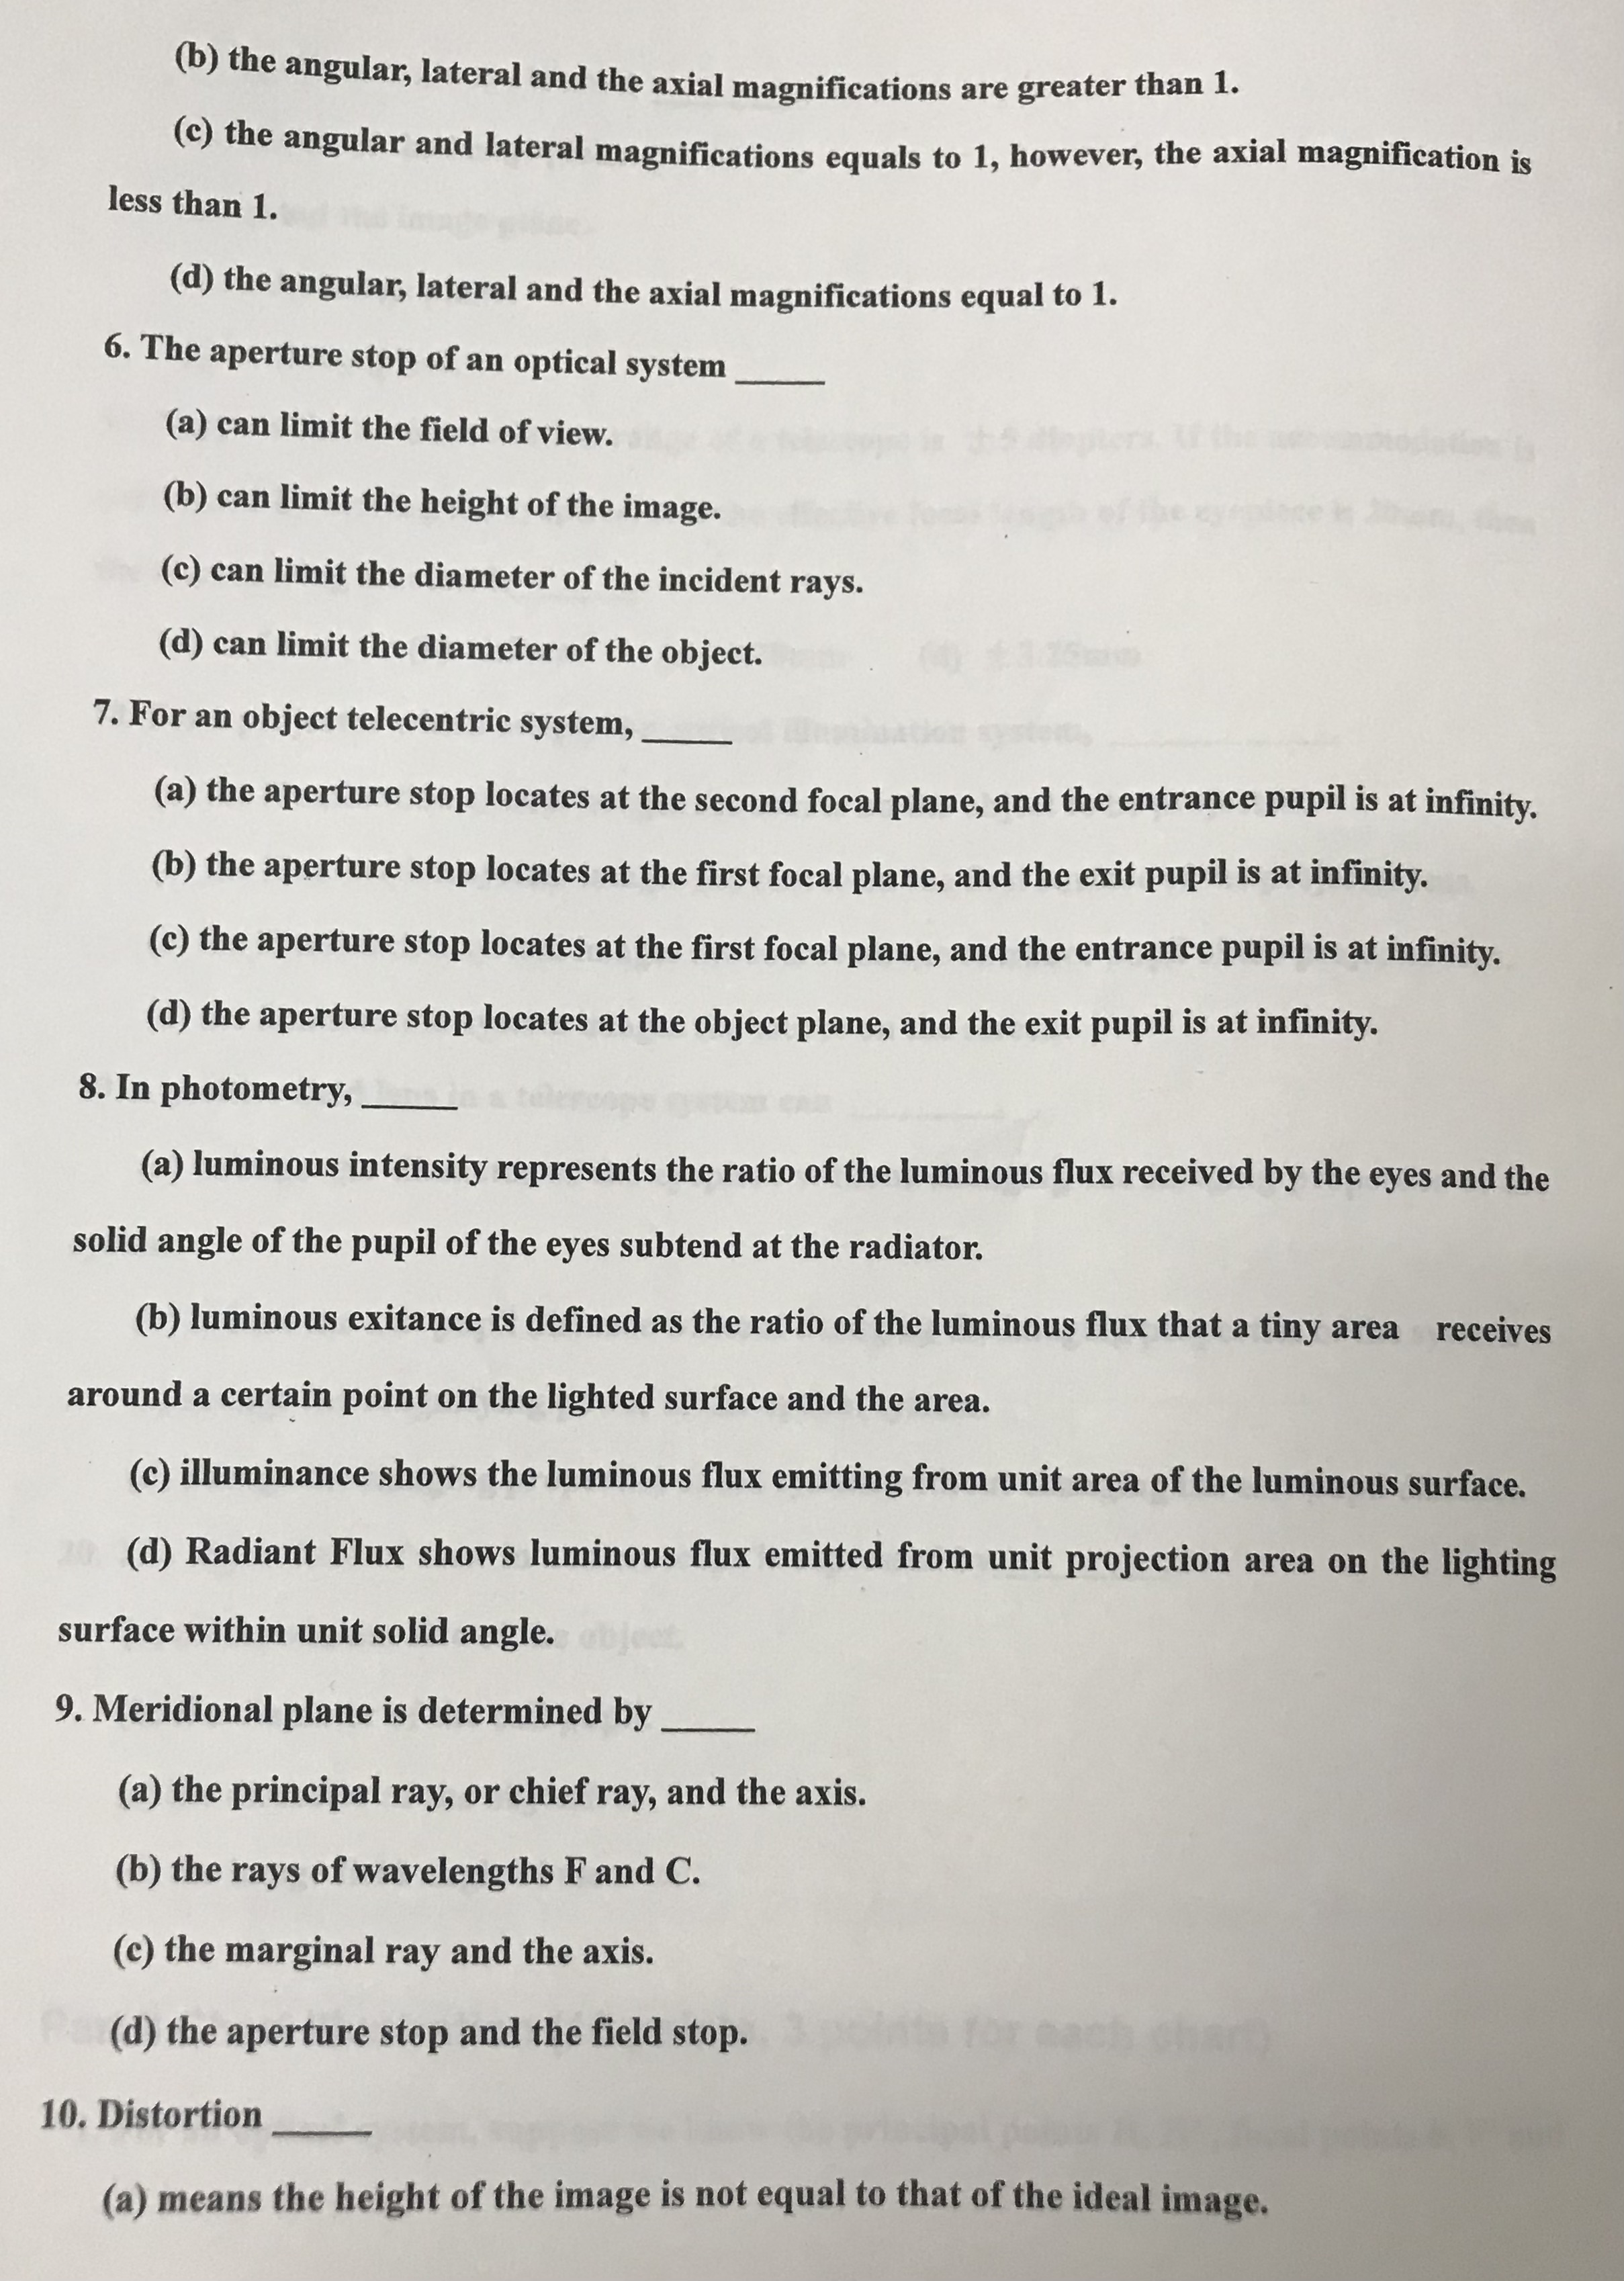 (b) the angular, lateral and the axial magnifications are greater than 1.
(c) the angular and lateral magnifications equals to 1, however, the axial magnification is
less than 1.
(d) the angular, lateral and the axial magnifications equal to 1.
6. The aperture stop of an optical system _____
(a) can limit the field of view.
(b) can limit the height of the image.
(c) can limit the diameter of the incident rays.
(d) can limit the diameter of the object.
7. For an object telecentric system, _____
(a) the aperture stop locates at the second focal plane, and the entrance pupil is at infinity.
(b) the aperture stop locates at the first focal plane, and the exit pupil is at infinity.
(c) the aperture stop locates at the first focal plane, and the entrance pupil is at infinity.
(d) the aperture stop locates at the object plane, and the exit pupil is at infinity.
8. In photometry, _____
(a) luminous intensity represents the ratio of the luminous flux received by the eyes and the
solid angle of the pupil of the eyes subtend at the radiator.
(b) luminous exitance is defined as the ratio of the luminous flux that a tiny area receives
around a certain point on the lighted surface and the area.
(c) illuminance shows the luminous flux emitting from unit area of the luminous surface.
(d) Radiant Flux shows luminous flux emitted from unit projection area on the lighting
surface within unit solid angle.
9. Meridional plane is determined by _____
(a) the principal ray, or chief ray, and the axis.
(b) the rays of wavelengths F and C.
(c) the marginal ray and the axis.
(d) the aperture stop and the field stop.
10. Distortion _____
(a) means the height of the image is not equal to that of the ideal image.